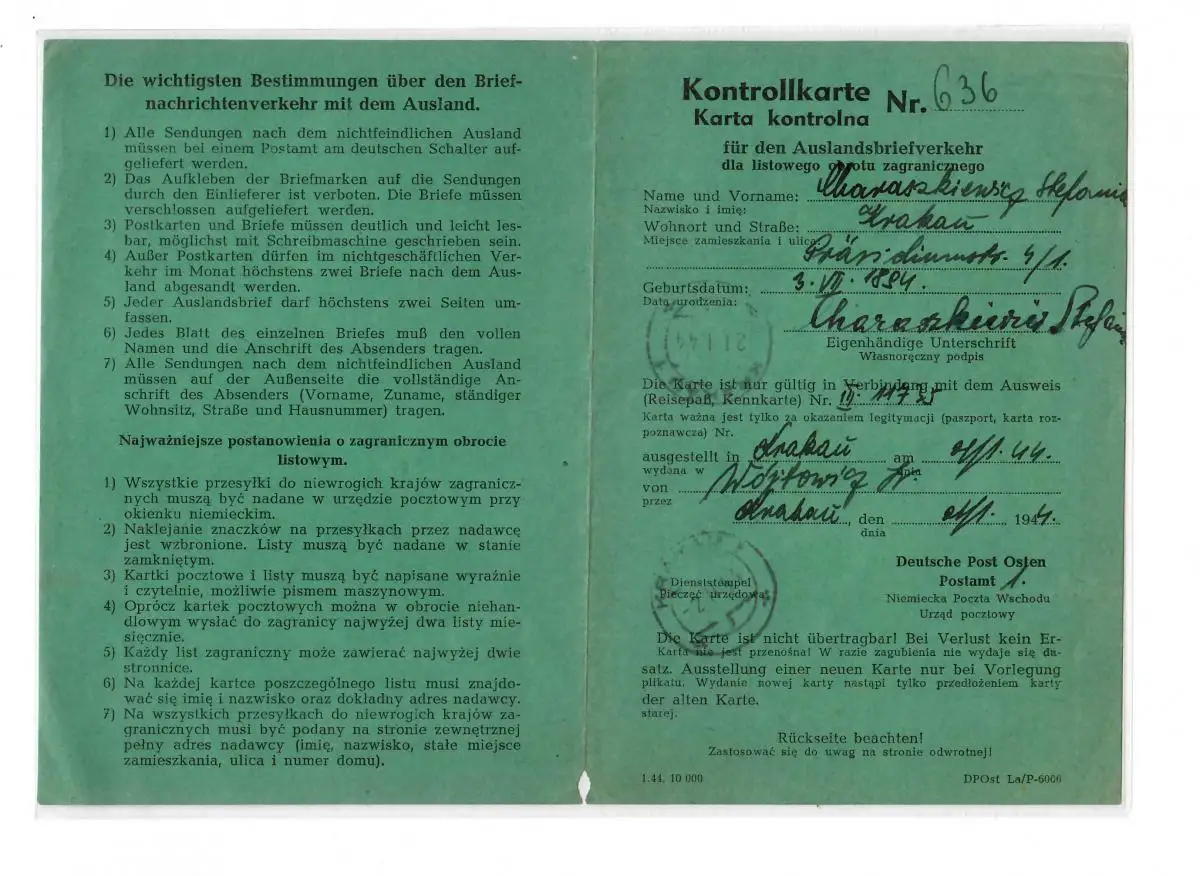 Die wichtigsten Bestimmungen über den Brief-
nachrichtenverkehr mit dem Ausland.
1) Alle Sendungen nach dem nichtfeindlichen Ausland
müssen bei einem Postamt am deutschen Schalter auf-
geliefert werden.
2) Das Aufkleben der Briefmarken auf die Sendungen
durch den Einlieferer ist verboten. Die Briefe müssen
verschlossen aufgeliefert werden.
3) Postkarten und Briefe müssen deutlich und leicht les-
bar, möglichst mit Schreibmaschine geschrieben sein.
4) Außer Postkarten dürfen im nichtgeschäftlichen Ver-
kehr im Monat höchstens zwei Briefe nach dem Aus-
land abgesandt werden.
5) Jeder Auslandsbrief darf höchstens zwei Seiten um-
fassen.
6) Jedes Blatt des einzelnen Briefes muß den vollen
Namen und die Anschrift des Absenders tragen.
7) Alle Sendungen nach dem nichtfeindlichen Ausland
müssen auf der Außenseite die vollständige An-
schrift des Absenders (Vorname, Zuname, ständiger
Wohnsitz, Straße und Hausnummer) tragen.
Najważniejsze postanowienia o zagranicznym obrocie
listowym.
1) Wszystkie przesyłki do niewrogich krajów zagranicz-
nych muszą być nadane w urzędzie pocztowym przy
okienku niemieckim.
2) Naklejanie znaczków na przesyłkach przez nadawcę
jest wzbronione. Listy muszą być nadane w stanie
zamkniętym.
3) Kartki pocztowe i listy muszą być napisane wyraźnie
i czytelnie, możliwie pismem maszynowym.
4) Oprócz kartek pocztowych można w obrocie niehan-
dlowym wysłać do zagranicy najwyżej dwa listy mie-
sięcznie.
5) Każdy list zagraniczny może zawierać najwyżej dwie
stronnice.
6) Na każdej kartce poszczególnego listu musi znajdo-
wać się imię i nazwisko oraz dokładny adres nadawcy.
7) Na wszystkich przesyłkach do niewrogich krajów za-
granicznych musi być podany na stronie zewnętrznej
pełny adres nadawcy (imię, nazwisko, stałe miejsce
zamieszkania, ulica i numer domu).
Kontrollkarte Nr. 636
Karta kontrolna
für den Auslandsbriefverkehr
dla listowego obrotu zagranicznego
Name und Vorname: Charaszkiewicz Stefania
Nazwisko i imię:
Wohnort und Straße: Krakau
Miejsce zamieszkania i ulica:
Präsidiumstr. 4/1.
Geburtsdatum: 3. VII. 1894.
Data urodzenia:
Charaszkiewicz Stefania
Eigenhändige Unterschrift
Własnoręczny podpis
21.1.44
Die Karte ist nur gültig in Verbindung mit dem Ausweis
(Reisepaß, Kennkarte) Nr. III.
Karta ważna jest tylko za okazaniem legitymacji (paszport, karta roz-
poznawcza) Nr.
ausgestellt in Krakau am
wydana w dnia
von Wójtowicz
przez
Krakau, den 1944.
dnia
Deutsche Post Osten
Postamt 1.
Niemiecka Poczta Wschodu
Urząd pocztowy
Dienststempel
Pieczęć urzędowa
Die Karte ist nicht übertragbar! Bei Verlust kein Er-
Karta nie jest przenośna! W razie zagubienia nie wydaje się du-
satz. Ausstellung einer neuen Karte nur bei Vorlegung
plikatu. Wydanie nowej karty nastąpi tylko przedłożeniem karty
der alten Karte.
starej.
Rückseite beachten!
Zastosować się do uwag na stronie odwrotnej!
1.44. 10 000 DPOst La/P-6006